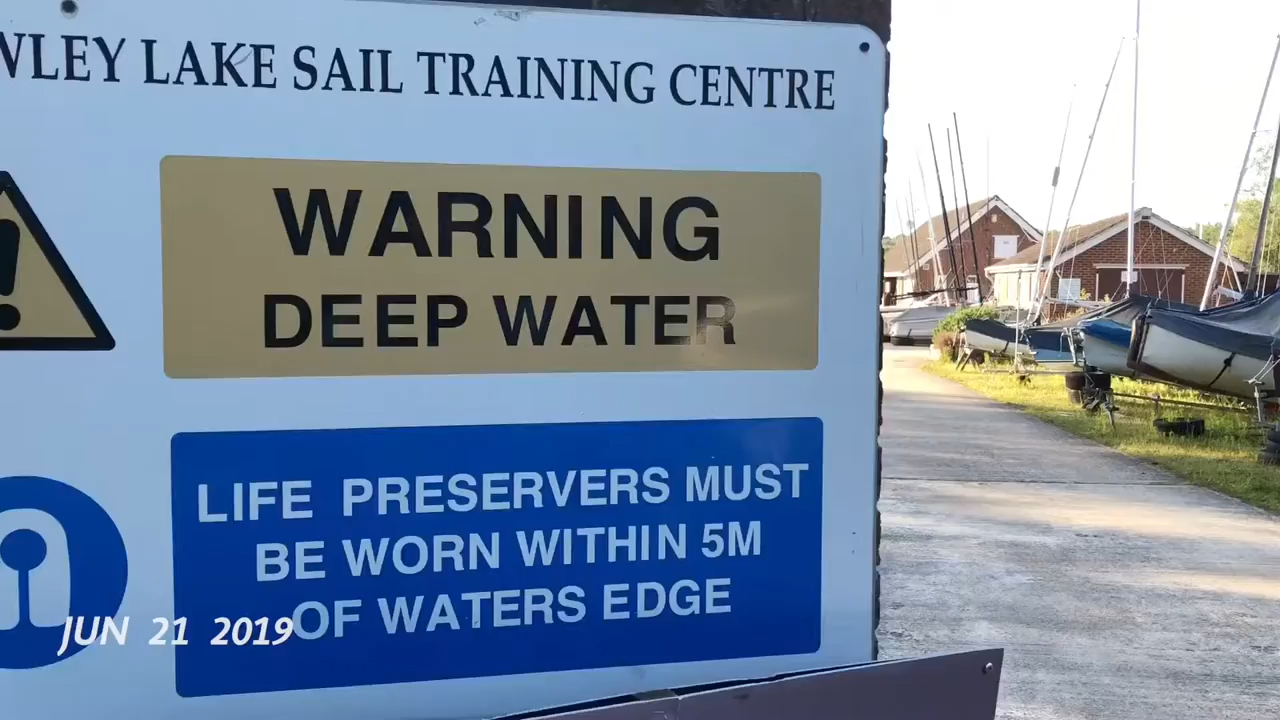 WLEY LAKE SAIL TRAINING CENTRE
WARNING
DEEP WATER
LIFE PRESERVERS MUST
BE WORN WITHIN 5M
OF WATERS EDGE
JUN 21 2019